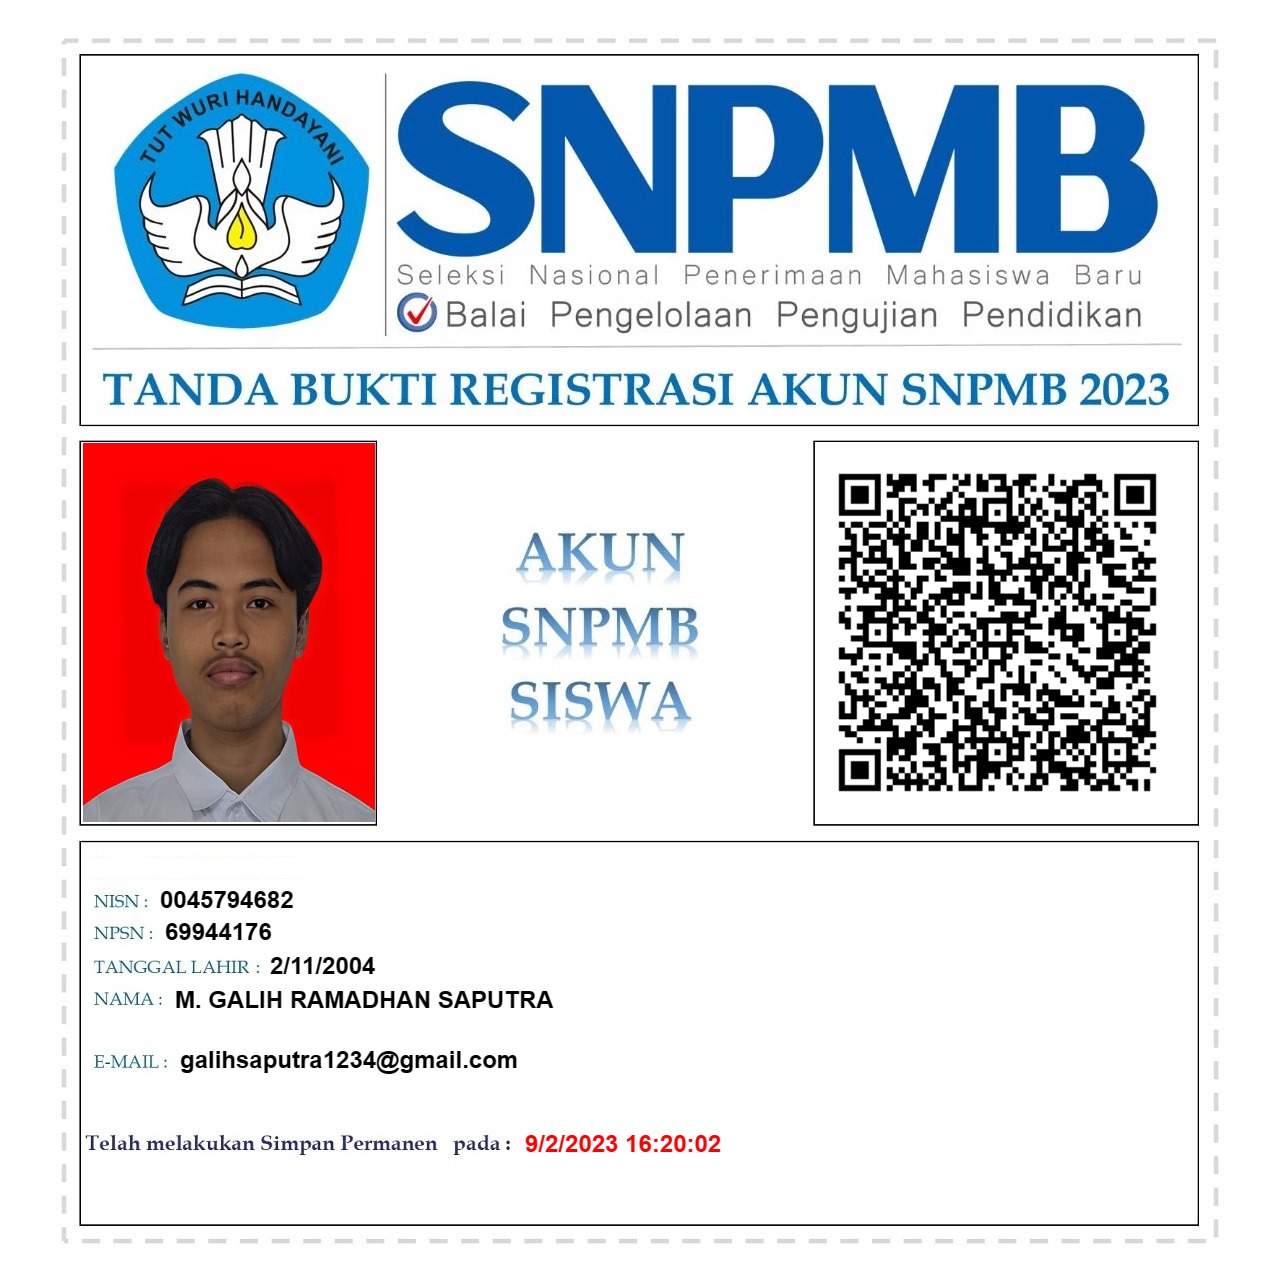 TUT WURI HANDAYANI
SNPMB
Seleksi Nasional Penerimaan Mahasiswa Baru
Balai Pengelolaan Pengujian Pendidikan
TANDA BUKTI REGISTRASI AKUN SNPMB 2023
AKUN
SNPMB
SISWA
NISN : 0045794682
NPSN : 69944176
TANGGAL LAHIR : 2/11/2004
NAMA : M. GALIH RAMADHAN SAPUTRA
E-MAIL : galihsaputra1234@gmail.com
Telah melakukan Simpan Permanen pada : 9/2/2023 16:20:02